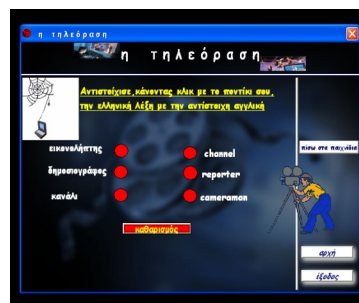 η τηλεόραση
η τηλεόραση
Αντιστοίχισε,κάνοντας κλικ με το ποντίκι σου,
την ελληνική λέξη με την αντίστοιχη αγγλική
εικονολήπτης
channel
δημοσιογράφος
reporter
κανάλι
cameraman
καθαρισμός
πίσω στα παιχνίδια
αρχή
έξοδος